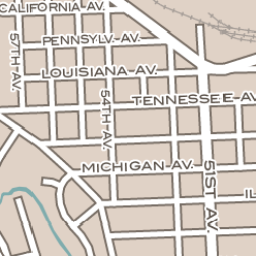 CALIFORNIA AV.
PENNSYLV. AV.
57TH AV.
LOUISIANA AV.
54TH AV.
TENNESSEE AV
MICHIGAN AV.
51ST AV.
IL